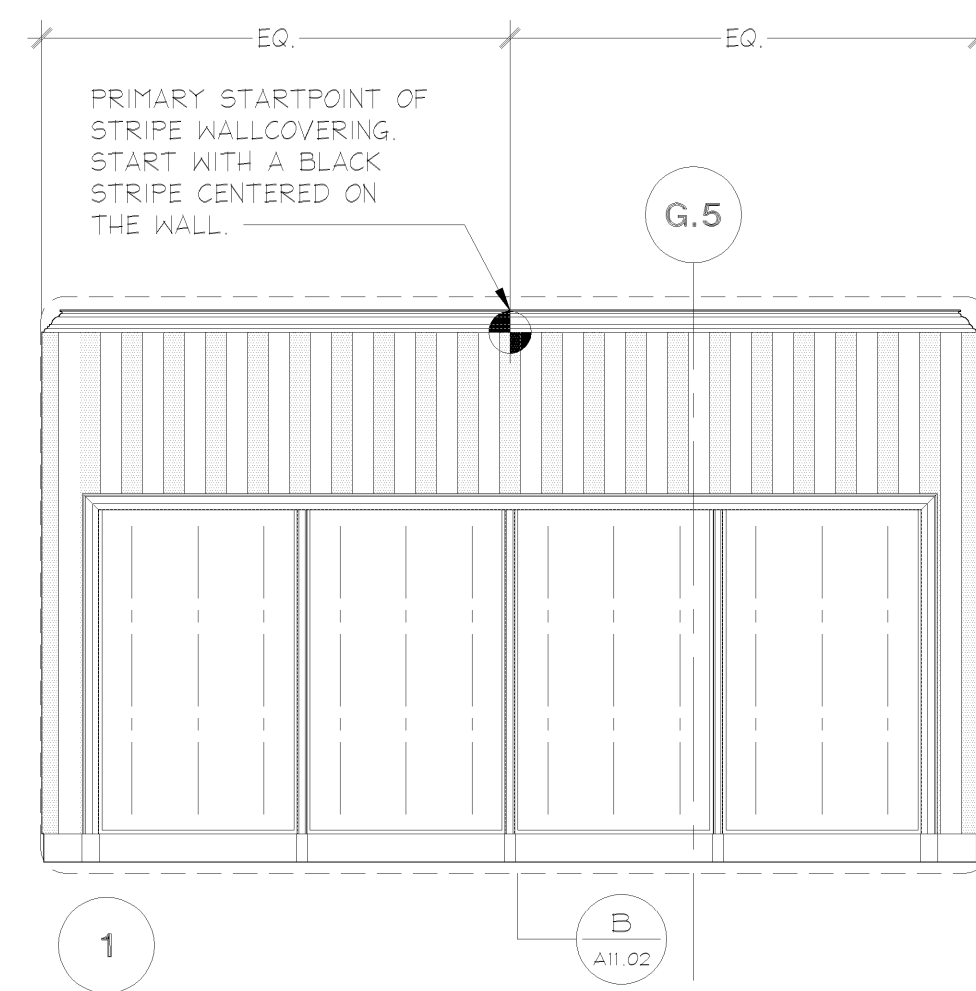 EQ.
EQ.
PRIMARY STARTPOINT OF
STRIPE WALLCOVERING.
START WITH A BLACK
STRIPE CENTERED ON
THE WALL.
G.5
1
B
A11.02